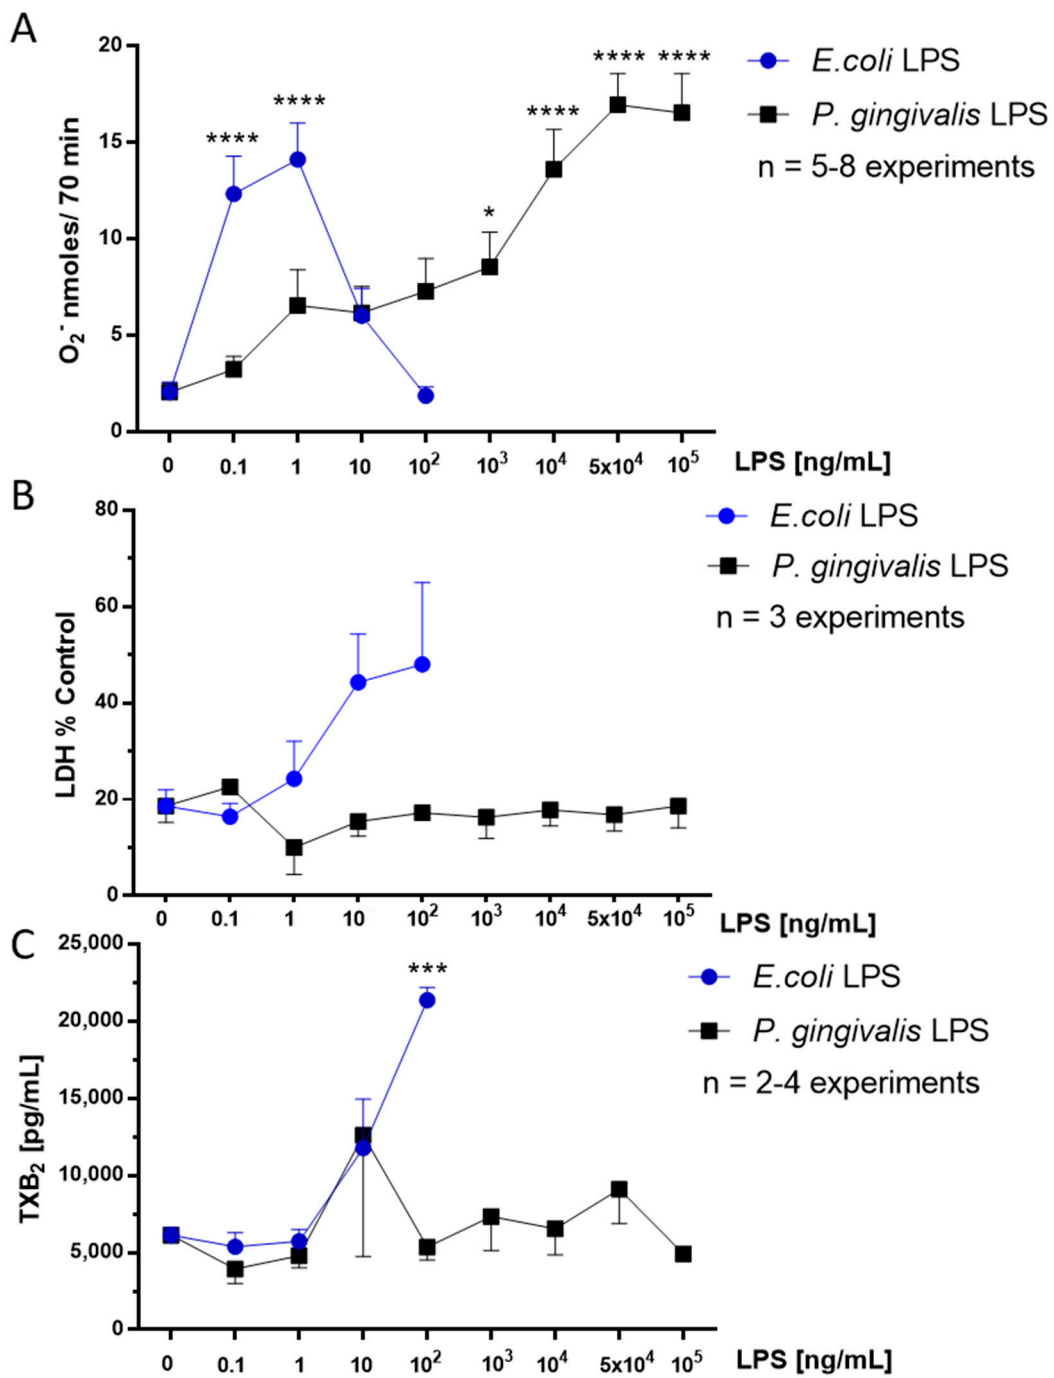 A
20
15
10
5
0
O₂⁻ nmoles/ 70 min
****
****
*
****
****
****
E.coli LPS
P. gingivalis LPS
n = 5-8 experiments
0 0.1 1 10 10² 10³ 10⁴ 5x10⁴ 10⁵
LPS [ng/mL]
B
80
60
40
20
0
LDH % Control
E.coli LPS
P. gingivalis LPS
n = 3 experiments
0 0.1 1 10 10² 10³ 10⁴ 5x10⁴ 10⁵
LPS [ng/mL]
C
25,000
20,000
15,000
10,000
5,000
0
TXB₂ [pg/mL]
***
E.coli LPS
P. gingivalis LPS
n = 2-4 experiments
0 0.1 1 10 10² 10³ 10⁴ 5x10⁴ 10⁵
LPS [ng/mL]